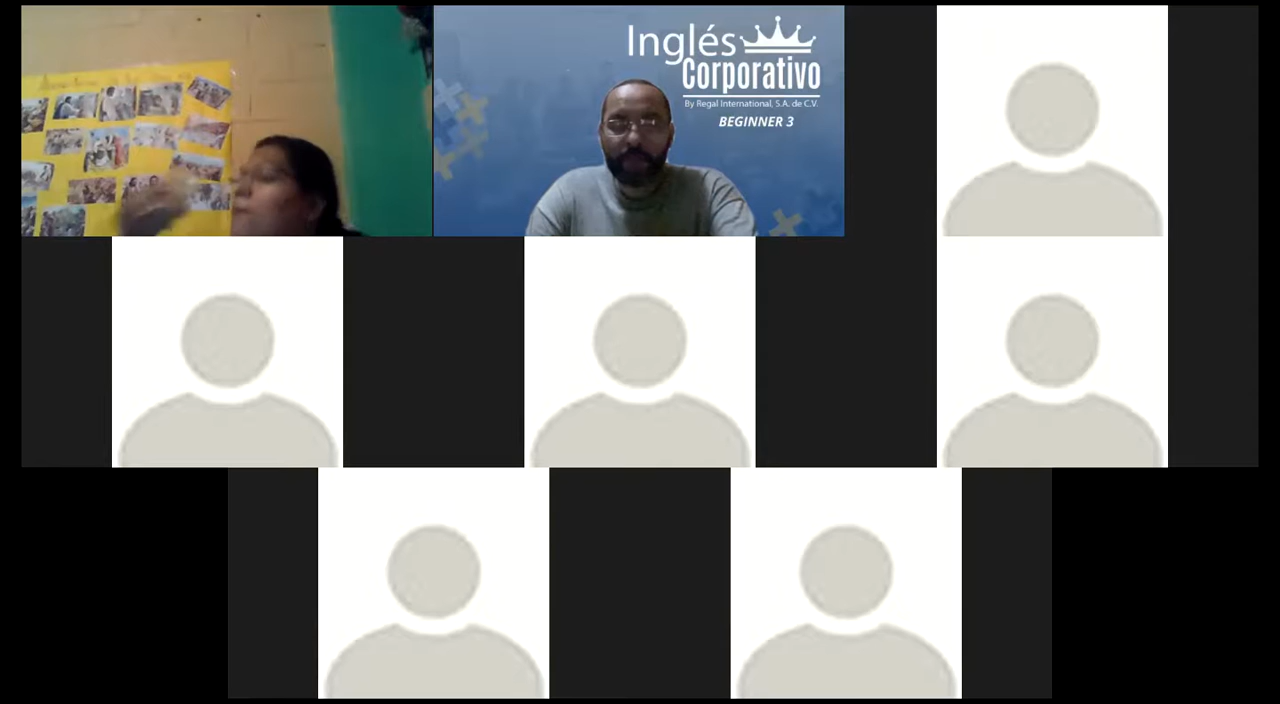 Inglés
Corporativo
By Regal International, S.A. de C.V.
BEGINNER 3